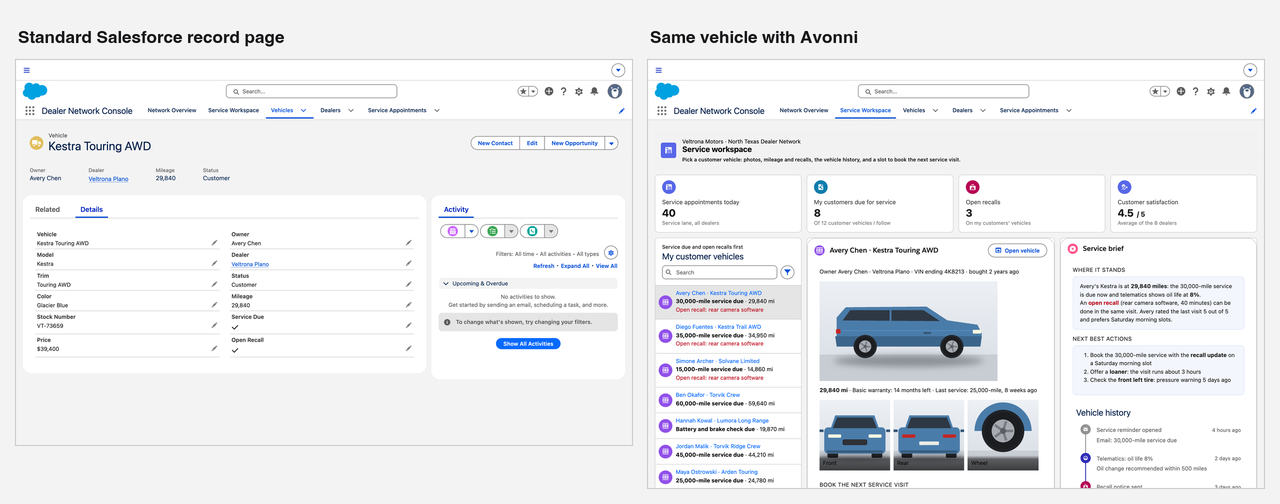 Standard Salesforce record page
Search...
Dealer Network Console
Network Overview
Service Workspace
Vehicles
Dealers
Service Appointments
Vehicle
Kestra Touring AWD
New Contact
Edit
New Opportunity
Owner
Avery Chen
Dealer
Veltrona Plano
Mileage
29,840
Status
Customer
Related
Details
Vehicle
Kestra Touring AWD
Owner
Avery Chen
Model
Kestra
Dealer
Veltrona Plano
Trim
Touring AWD
Status
Customer
Color
Glacier Blue
Mileage
29,840
Stock Number
VT-73659
Service Due
Price
$39,400
Open Recall
Activity
Filters: All time · All activities · All types
Refresh · Expand All · View All
Upcoming & Overdue
No activities to show.
Get started by sending an email, scheduling a task, and more.
To change what's shown, try changing your filters.
Show All Activities
Same vehicle with Avonni
Search...
Dealer Network Console
Network Overview
Service Workspace
Vehicles
Dealers
Service Appointments
Veltrona Motors · North Texas Dealer Network
Service workspace
Pick a customer vehicle: photos, mileage and recalls, the vehicle history, and a slot to book the next service visit.
Service appointments today
40
Service lane, all dealers
My customers due for service
8
Of 12 customer vehicles I follow
Open recalls
3
On my customers' vehicles
Customer satisfaction
4.5 / 5
Average of the 8 dealers
Service due and open recalls first
My customer vehicles
Search
Avery Chen · Kestra Touring AWD
30,000-mile service due · 29,840 mi
Open recall: rear camera software
Diego Fuentes · Kestra Trail AWD
35,000-mile service due · 34,950 mi
Open recall: rear camera software
Simone Archer · Solvane Limited
15,000-mile service due · 14,860 mi
Open recall: rear camera software
Ben Okafor · Torvik Crew
60,000-mile service due · 59,640 mi
Hannah Kowal · Lumora Long Range
Battery and brake check due · 19,870 mi
Jordan Malik · Torvik Ridge Crew
45,000-mile service due · 44,210 mi
Maya Ostrowski · Arden Touring
25,000-mile service due · 24,780 mi
Avery Chen · Kestra Touring AWD
Open vehicle
Owner Avery Chen · Veltrona Plano · VIN ending 4K8213 · bought 2 years ago
29,840 mi · Basic warranty: 14 months left · Last service: 25,000-mile, 8 weeks ago
Front
Rear
Wheel
BOOK THE NEXT SERVICE VISIT
Service brief
WHERE IT STANDS
Avery's Kestra is at 29,840 miles: the 30,000-mile
service is due now and telematics shows oil life at 8%.
An open recall (rear camera software, 40 minutes) can be
done in the same visit. Avery rated the last visit 5 out of 5
and prefers Saturday morning slots.
NEXT BEST ACTIONS
1. Book the 30,000-mile service with the recall update on
a Saturday morning slot
2. Offer a loaner: the visit runs about 3 hours
3. Check the front left tire: pressure warning 5 days ago
Vehicle history
Service reminder opened
4 hours ago
Email: 30,000-mile service due
Telematics: oil life 8%
2 days ago
Oil change recommended within 500 miles
Recall notice sent
3 days ago